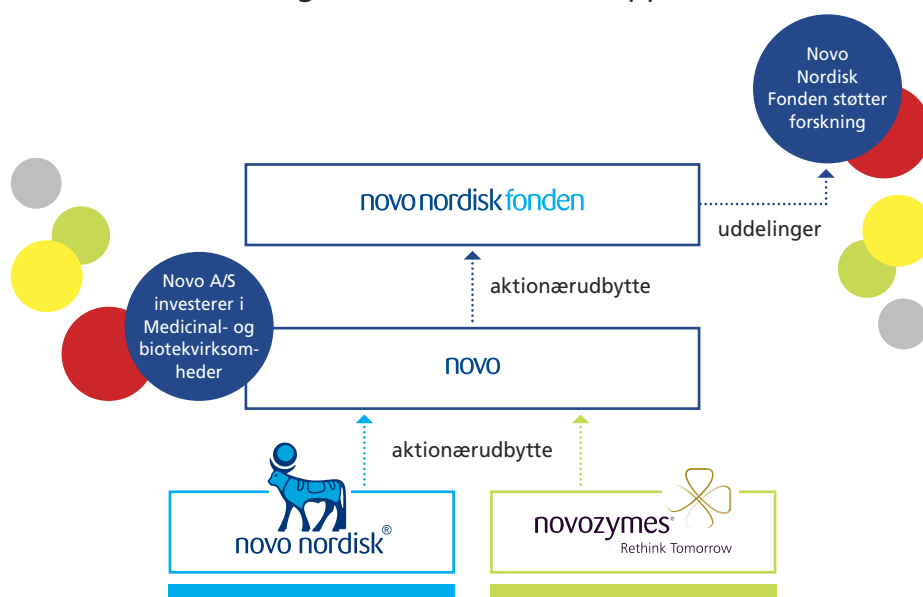 Novo
Nordisk
Fonden støtter
forskning
novo nordisk fonden
uddelinger
Novo A/S
investerer i
Medicinal- og
biotekvirksom-
heder
aktionærudbytte
novo
aktionærudbytte
novo nordisk®
novozymes®
Rethink Tomorrow